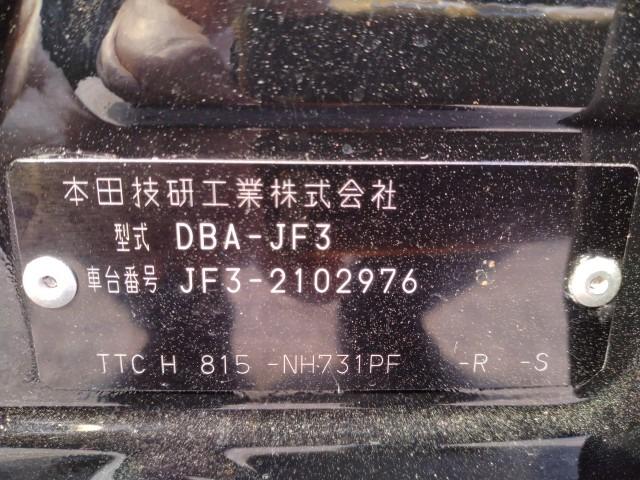 本田技研工業株式会社
型式 DBA-JF3
車台番号 JF3-2102976
TTC H 815 -NH731PF -R -S